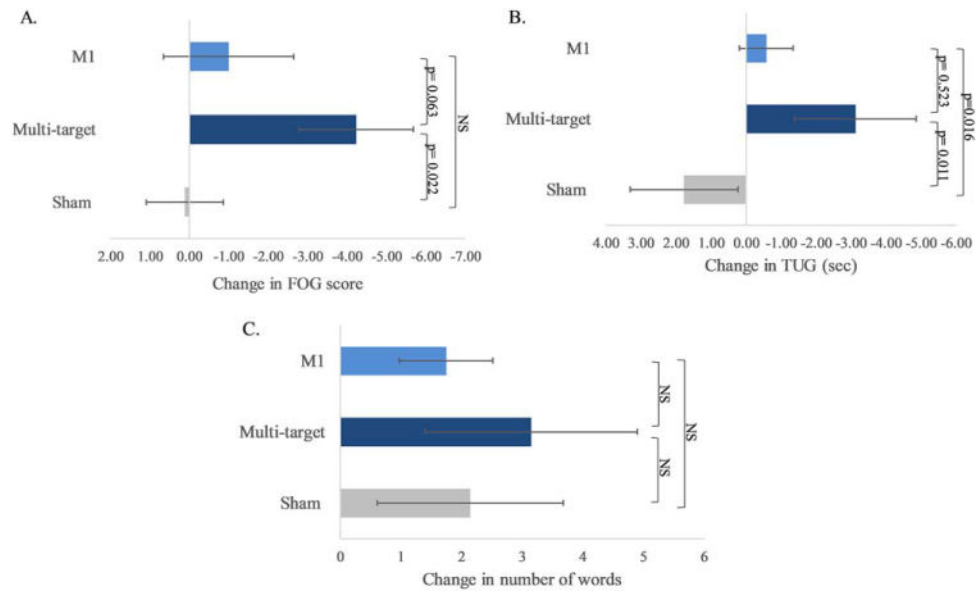 A.
M1
Multi-target
Sham
p= 0.063
p= 0.022
NS
2.00 1.00 0.00 -1.00 -2.00 -3.00 -4.00 -5.00 -6.00 -7.00
Change in FOG score
B.
M1
Multi-target
Sham
p= 0.523
p= 0.011
p=0.016
4.00 3.00 2.00 1.00 0.00 -1.00 -2.00 -3.00 -4.00 -5.00 -6.00
Change in TUG (sec)
C.
M1
Multi-target
Sham
NS
NS
NS
0 1 2 3 4 5 6
Change in number of words